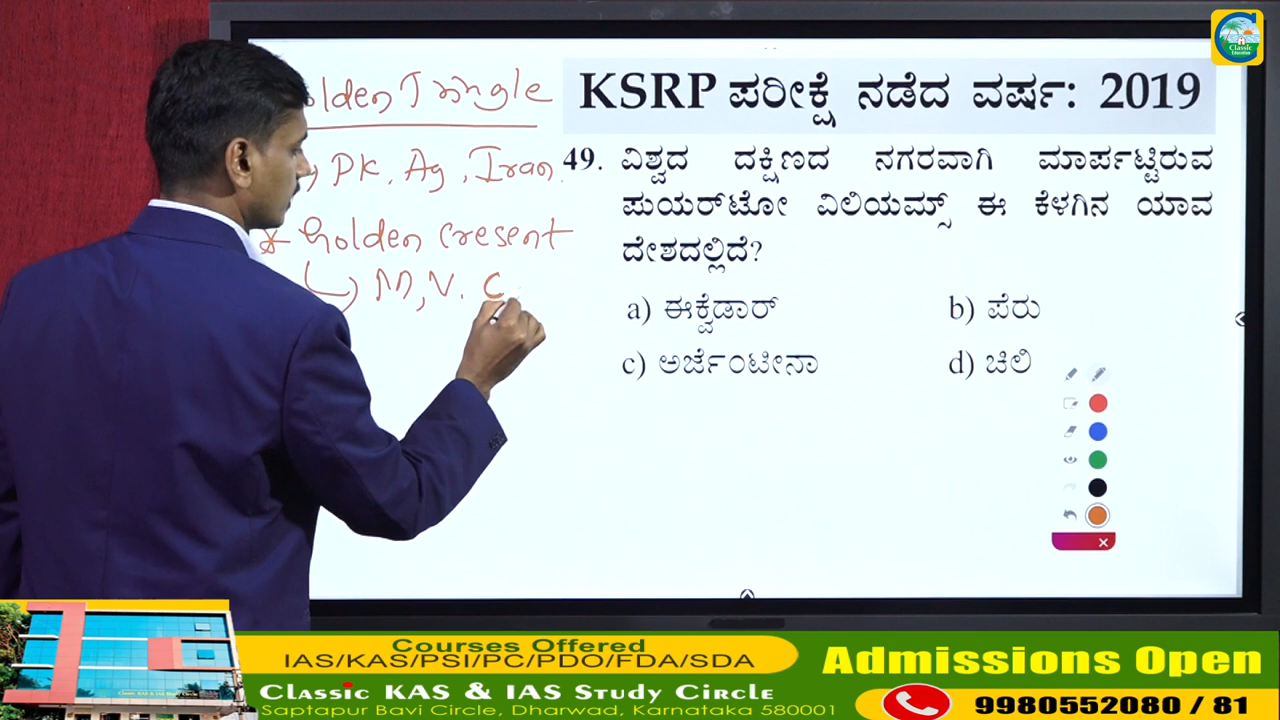 Classic
Education
KSRP ಪರೀಕ್ಷೆ ನಡೆದ ವರ್ಷ: 2019
olden Triangle
PK, Ag, Iran.
* Golden cresent
M, V. C
49. ವಿಶ್ವದ ದಕ್ಷಿಣದ ನಗರವಾಗಿ ಮಾರ್ಪಟ್ಟಿರುವ
ಪುಯರ್‌ಟೋ ವಿಲಿಯಮ್ಸ್ ಈ ಕೆಳಗಿನ ಯಾವ
ದೇಶದಲ್ಲಿದೆ?
a) ಈಕ್ವೆಡಾರ್ b) ಪೆರು
c) ಅರ್ಜೆಂಟೀನಾ d) ಚಿಲಿ
Courses Offered
IAS/KAS/PSI/PC/PDO/FDA/SDA
Classic KAS & IAS Study Circle
Saptapur Bavi Circle, Dharwad, Karnataka 580001
Admissions Open
9980552080 / 81